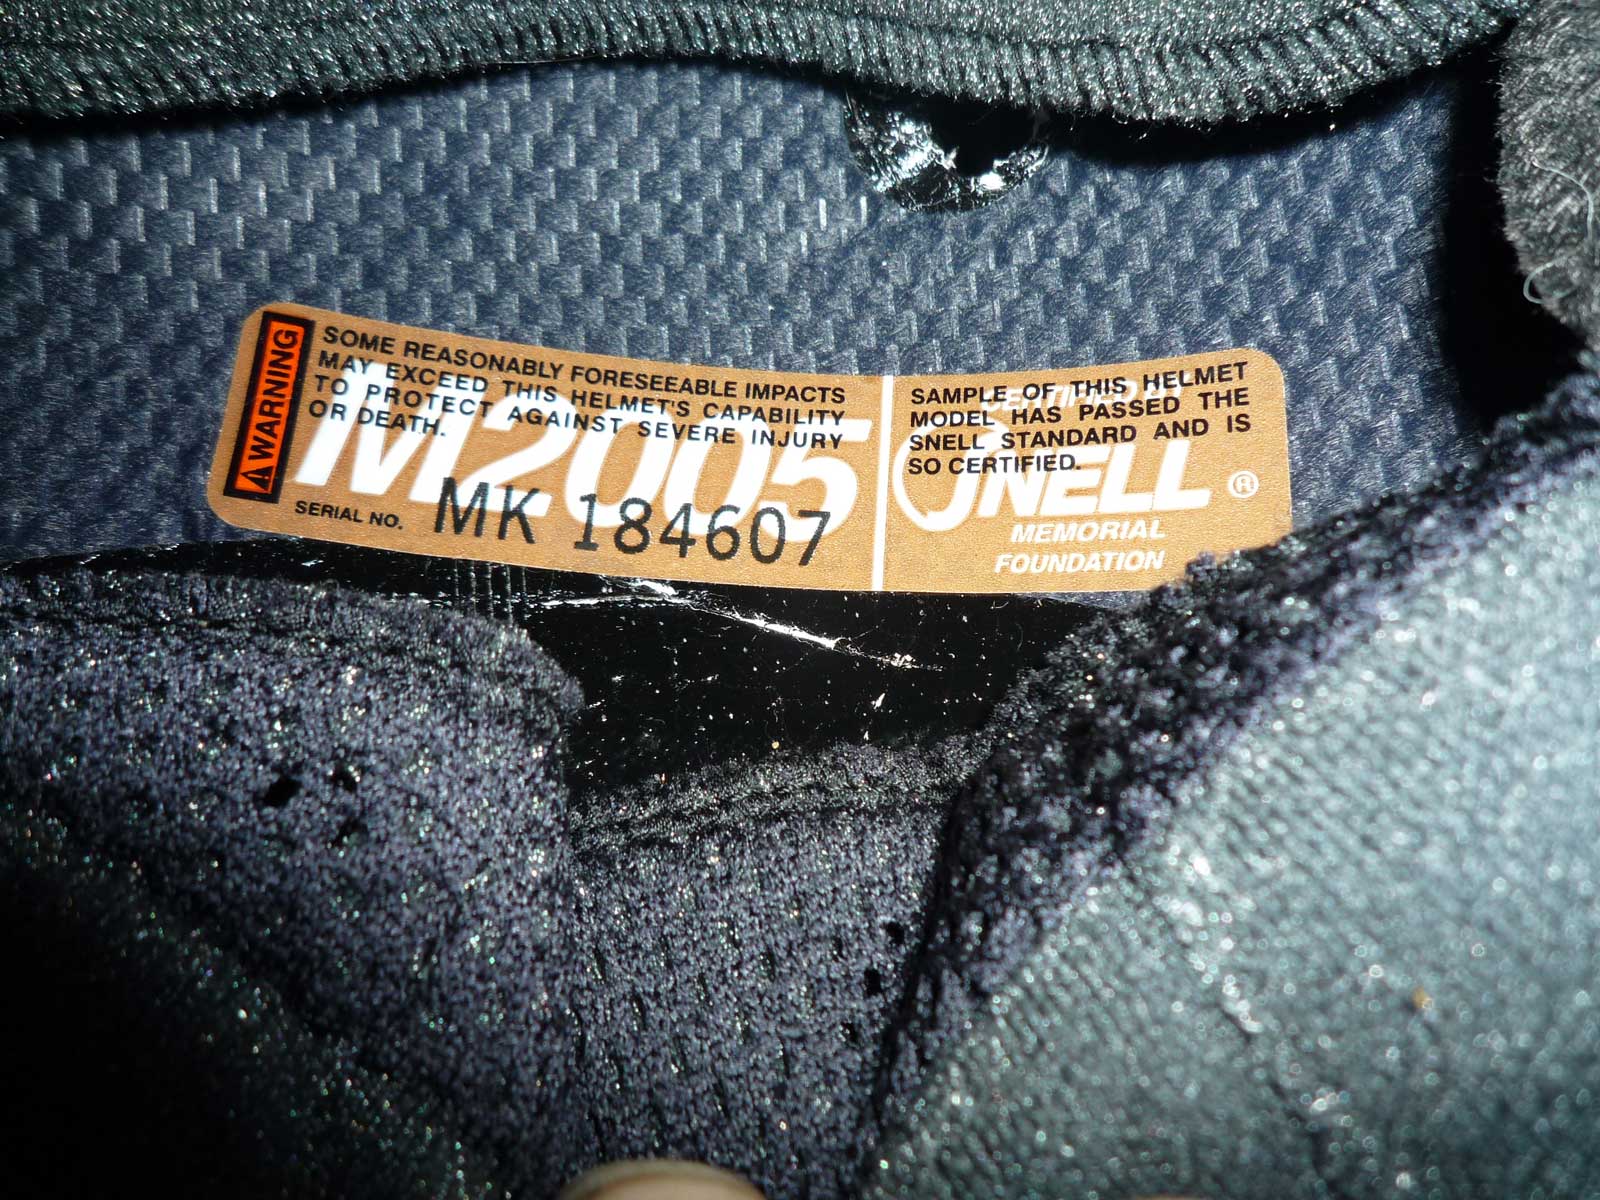 WARNING
SOME REASONABLY FORESEEABLE IMPACTS
MAY EXCEED THIS HELMET'S CAPABILITY
TO PROTECT AGAINST SEVERE INJURY
OR DEATH.
M2005
SERIAL NO. MK 184607
SAMPLE OF THIS HELMET
MODEL HAS PASSED THE
SNELL STANDARD AND IS
SO CERTIFIED.
CERTIFIED BY
SNELL ®
MEMORIAL
FOUNDATION